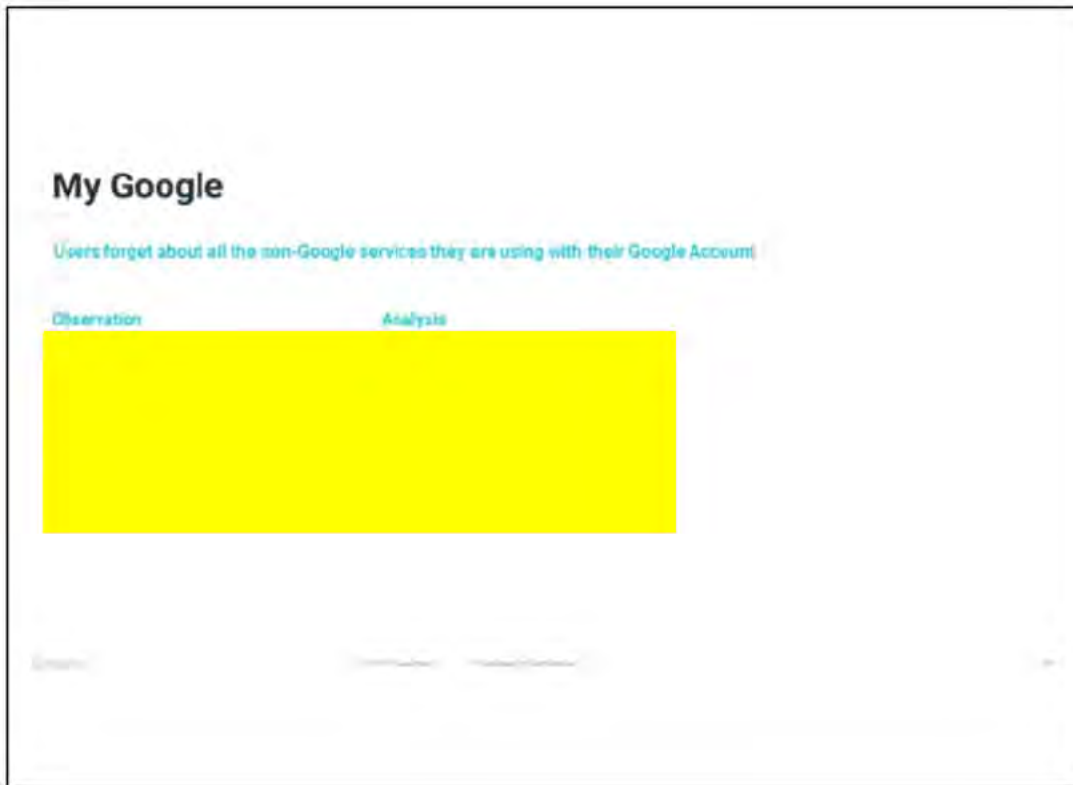 My Google
Users forget about all the non-Google services they are using with their Google Account
Observation Analysis